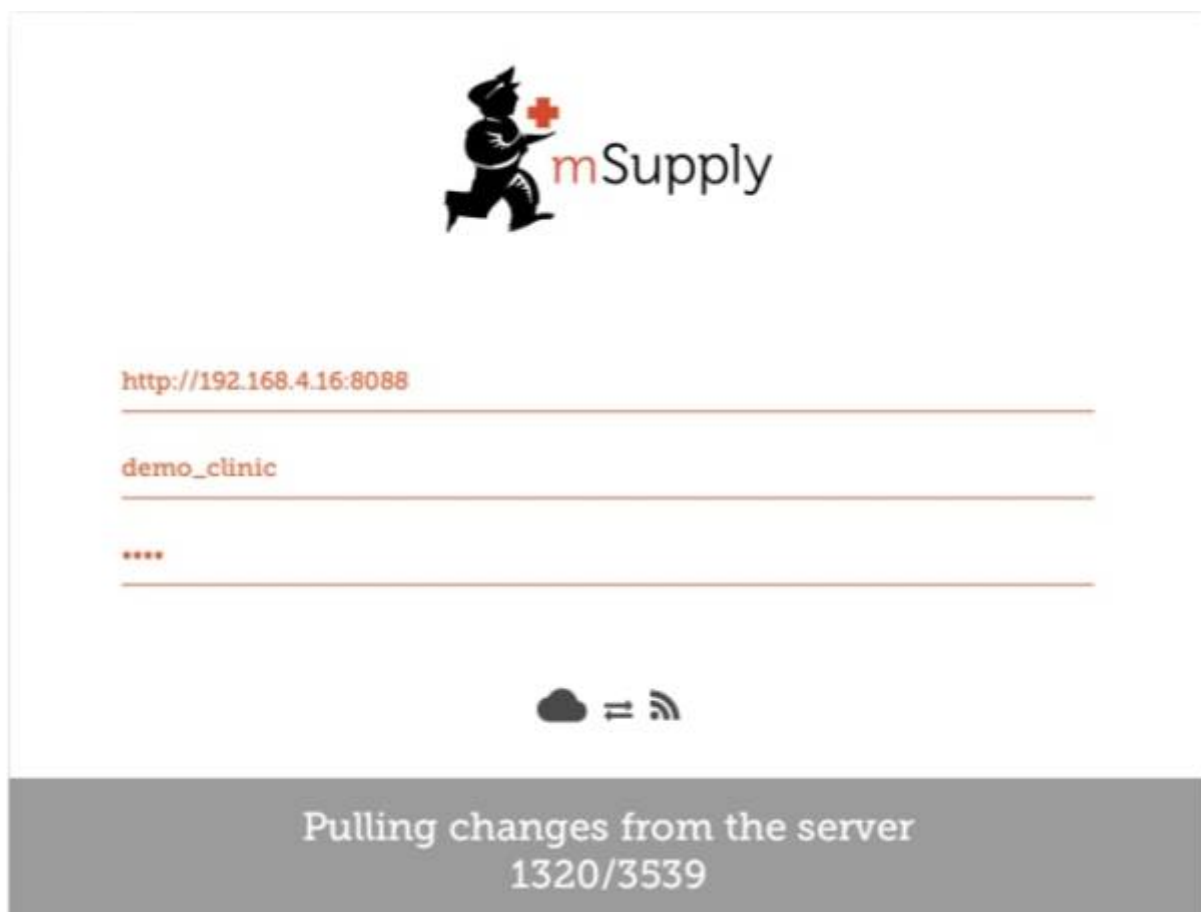 mSupply
http://192.168.4.16:8088
demo_clinic
••••
Pulling changes from the server
1320/3539